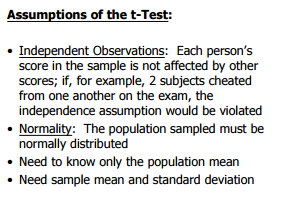 Assumptions of the t-Test:
• Independent Observations:  Each person's
score in the sample is not affected by other
scores; if, for example, 2 subjects cheated
from one another on the exam, the
independence assumption would be violated
• Normality:  The population sampled must be
normally distributed
• Need to know only the population mean
• Need sample mean and standard deviation